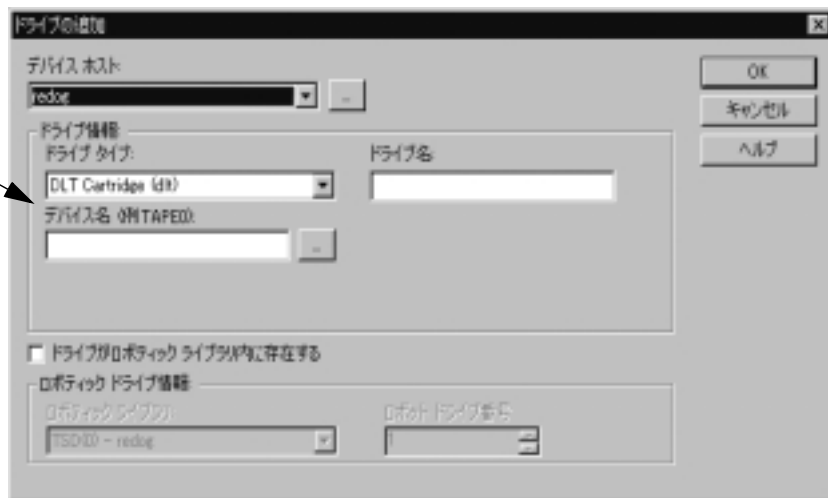 ドライブの追加
デバイス ホスト:
redog
...
OK
キャンセル
ヘルプ
ドライブ情報:
ドライブ タイプ:
ドライブ名:
DLT Cartridge (dlt)
デバイス名 (例:TAPE0):
...
ドライブがロボティック ライブラリ内に存在する
ロボティック ドライブ情報:
ロボティック ライブラリ:
ロボット ドライブ番号:
TSD(0) - redog
1